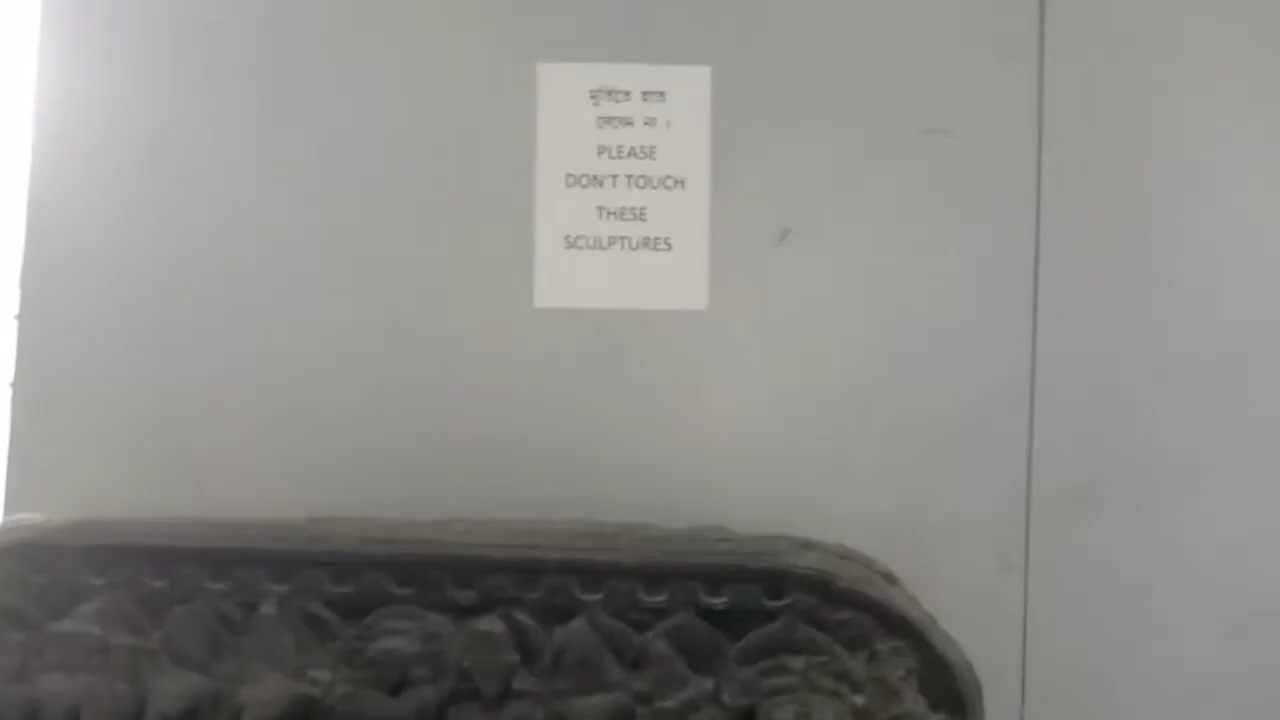 মূর্তিতে হাত
দেবেন না।
PLEASE
DON'T TOUCH
THESE
SCULPTURES